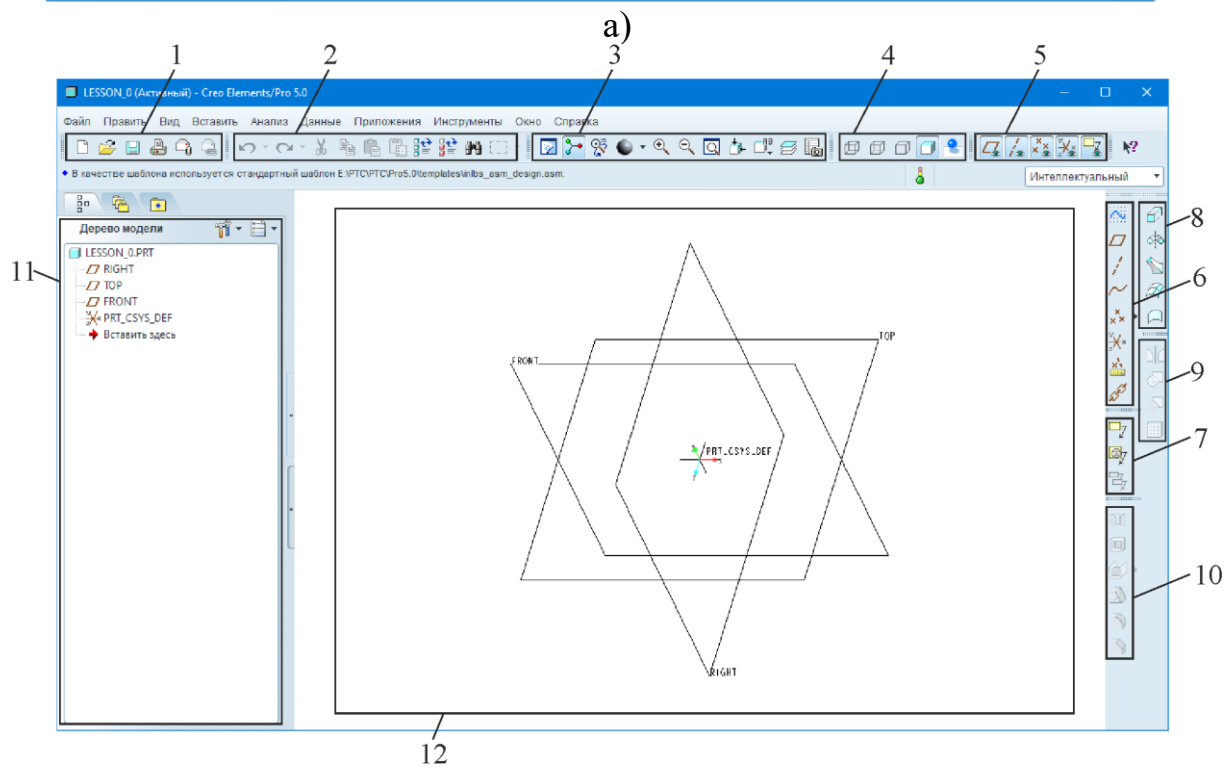 а)
1 2 3 4 5
LESSON_0 (Активный) - Creo Elements/Pro 5.0
Файл Править Вид Вставить Анализ Данные Приложения Инструменты Окно Справка
В качестве шаблона используется стандартный шаблон E:\PTC\PTC\Pro5.0\templates\inlbs_asm_design.asm.
Интеллектуальный
Дерево модели
LESSON_0.PRT
RIGHT
TOP
FRONT
PRT_CSYS_DEF
Вставить здесь
TOP
FRONT
PRT_CSYS_DEF
RIGHT
8
11
6
9
7
10
12